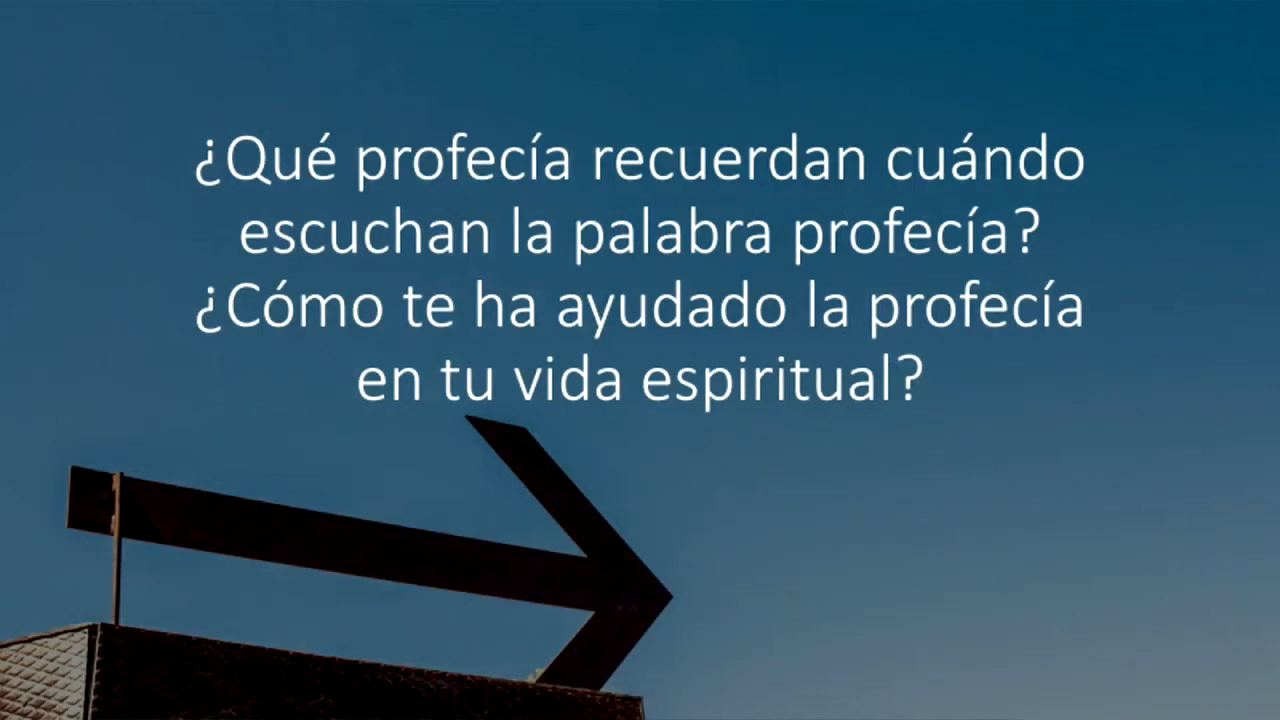 ¿Qué profecía recuerdan cuándo
escuchan la palabra profecía?
¿Cómo te ha ayudado la profecía
en tu vida espiritual?